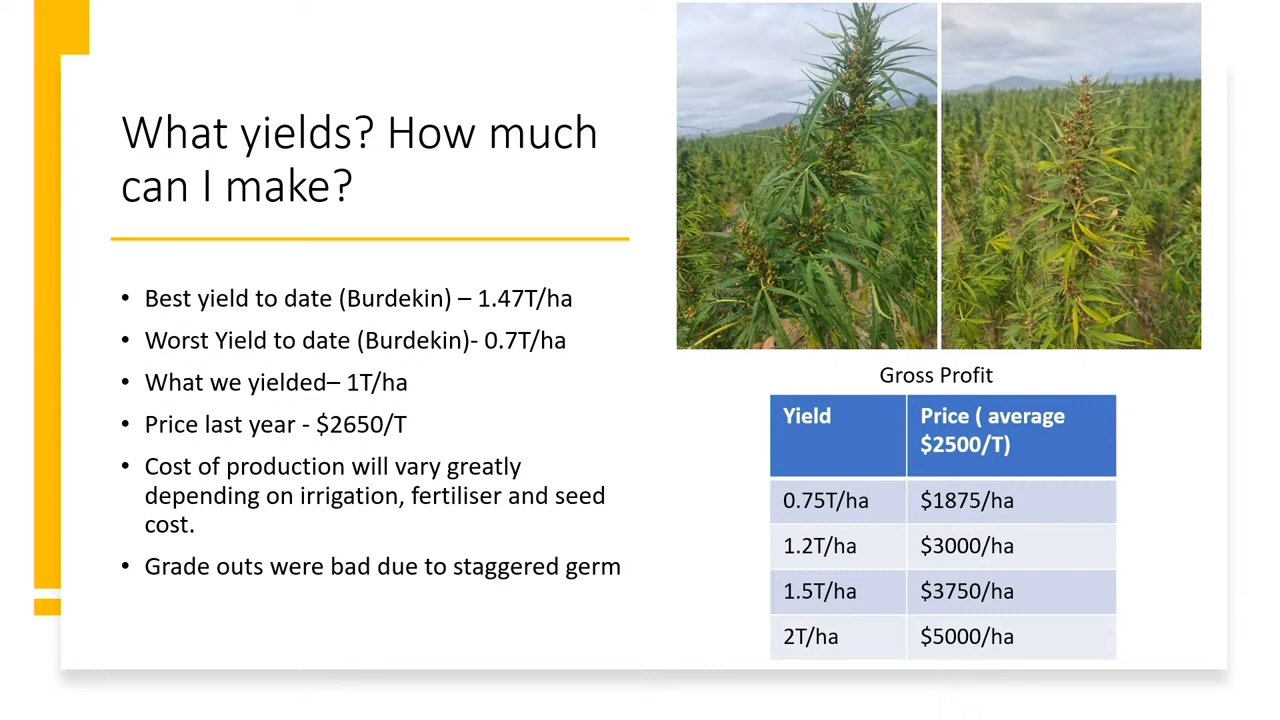 What yields? How much
can I make?
• Best yield to date (Burdekin) – 1.47T/ha
• Worst Yield to date (Burdekin)- 0.7T/ha
• What we yielded– 1T/ha
• Price last year - $2650/T
• Cost of production will vary greatly
depending on irrigation, fertiliser and seed
cost.
• Grade outs were bad due to staggered germ
Gross Profit
Yield Price ( average
$2500/T)
0.75T/ha $1875/ha
1.2T/ha $3000/ha
1.5T/ha $3750/ha
2T/ha $5000/ha